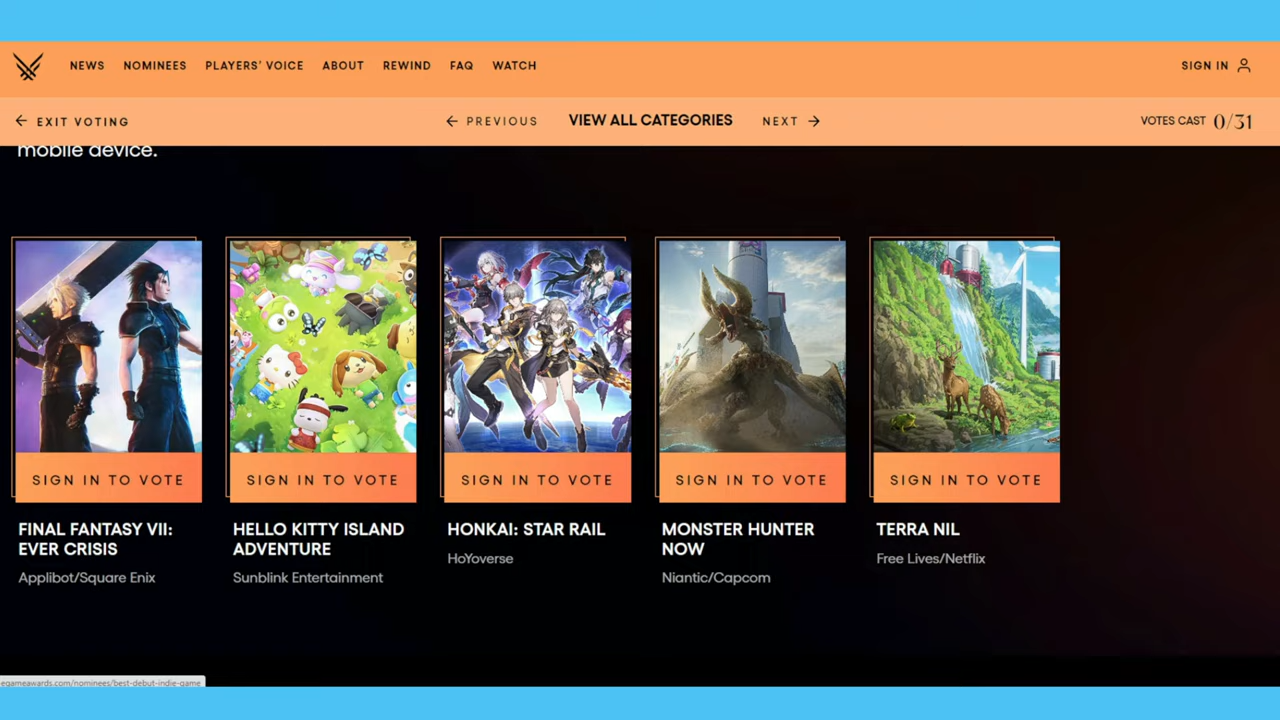 NEWS NOMINEES PLAYERS' VOICE ABOUT REWIND FAQ WATCH SIGN IN
EXIT VOTING PREVIOUS VIEW ALL CATEGORIES NEXT VOTES CAST 0/31
mobile device.
SIGN IN TO VOTE SIGN IN TO VOTE SIGN IN TO VOTE SIGN IN TO VOTE SIGN IN TO VOTE
FINAL FANTASY VII:
EVER CRISIS
Applibot/Square Enix
HELLO KITTY ISLAND
ADVENTURE
Sunblink Entertainment
HONKAI: STAR RAIL
HoYoverse
MONSTER HUNTER
NOW
Niantic/Capcom
TERRA NIL
Free Lives/Netflix
egameawards.com/nominees/best-debut-indie-game